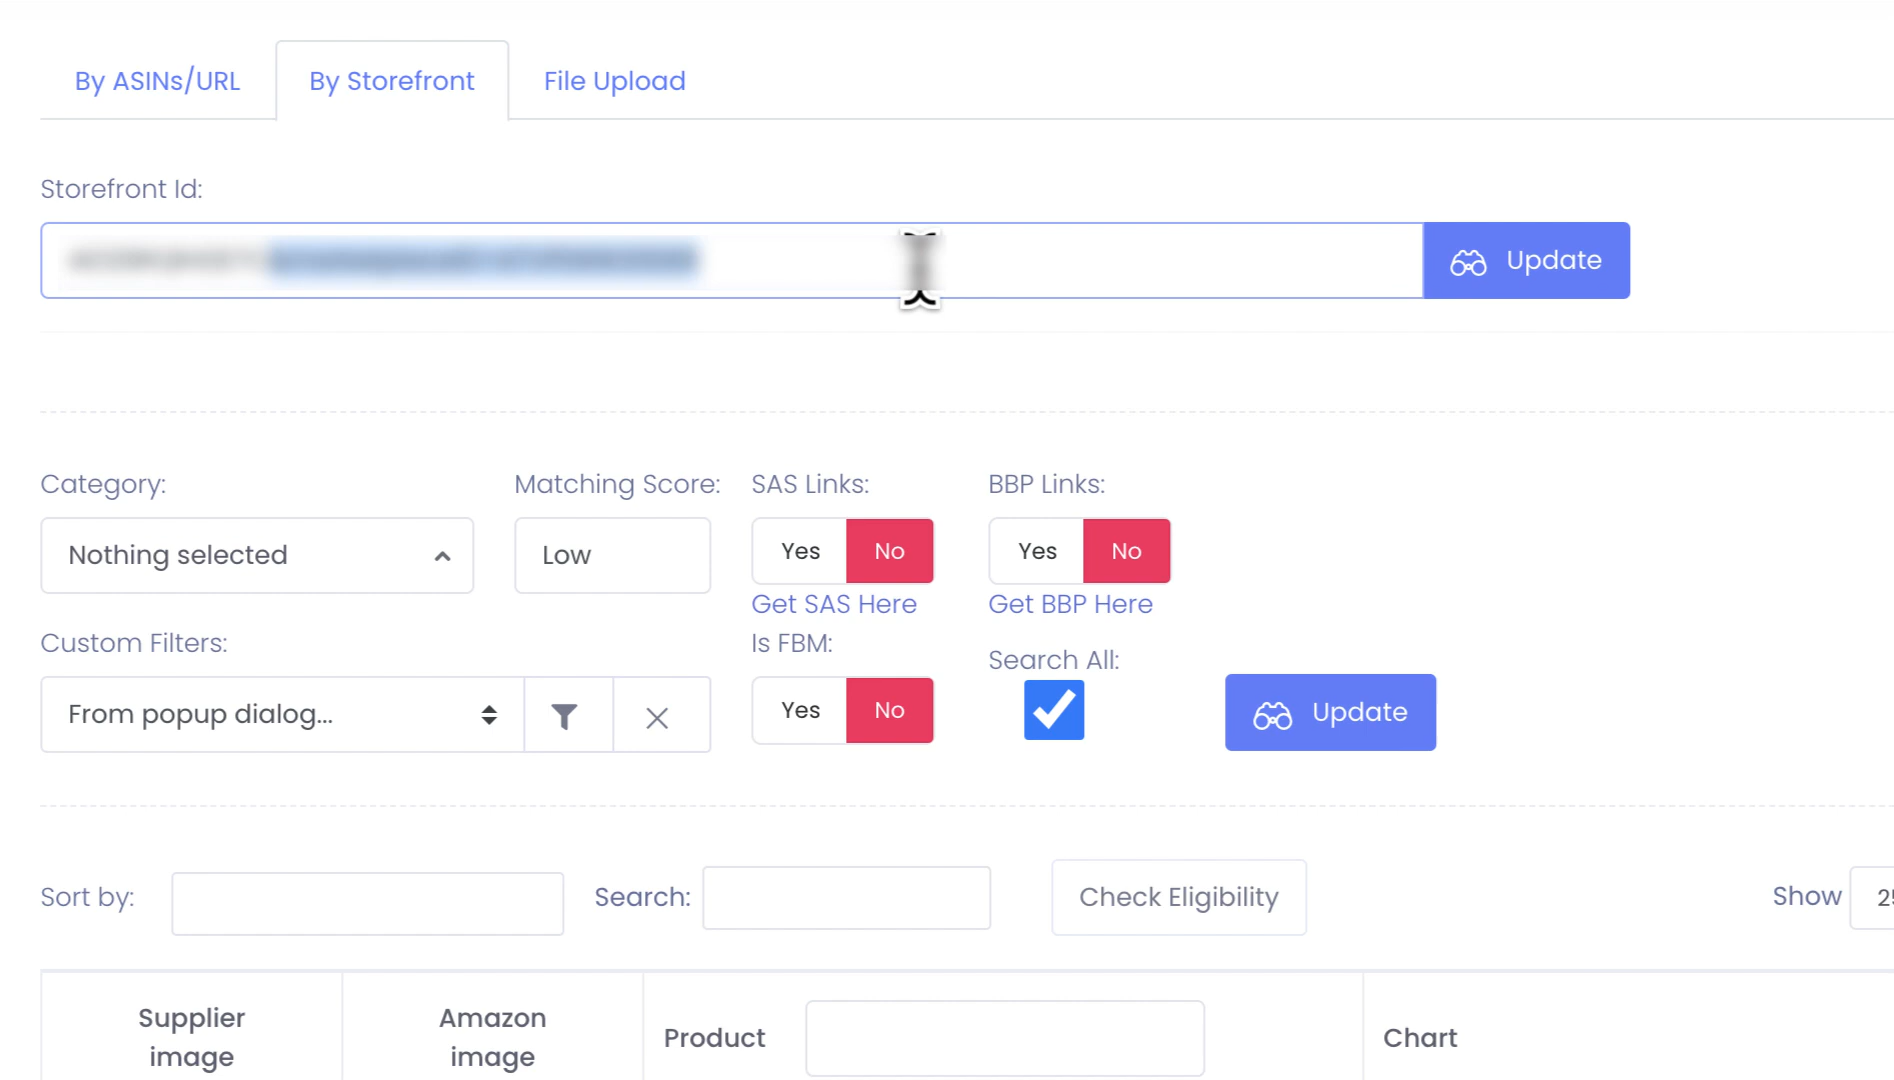 By ASINs/URL
By Storefront
File Upload
Storefront Id:
Update
Category:
Matching Score:
SAS Links:
BBP Links:
Nothing selected
Low
Yes
No
Yes
No
Get SAS Here
Get BBP Here
Custom Filters:
Is FBM:
Search All:
From popup dialog...
Yes
No
Update
Sort by:
Search:
Check Eligibility
Show
Supplier
image
Amazon
image
Product
Chart